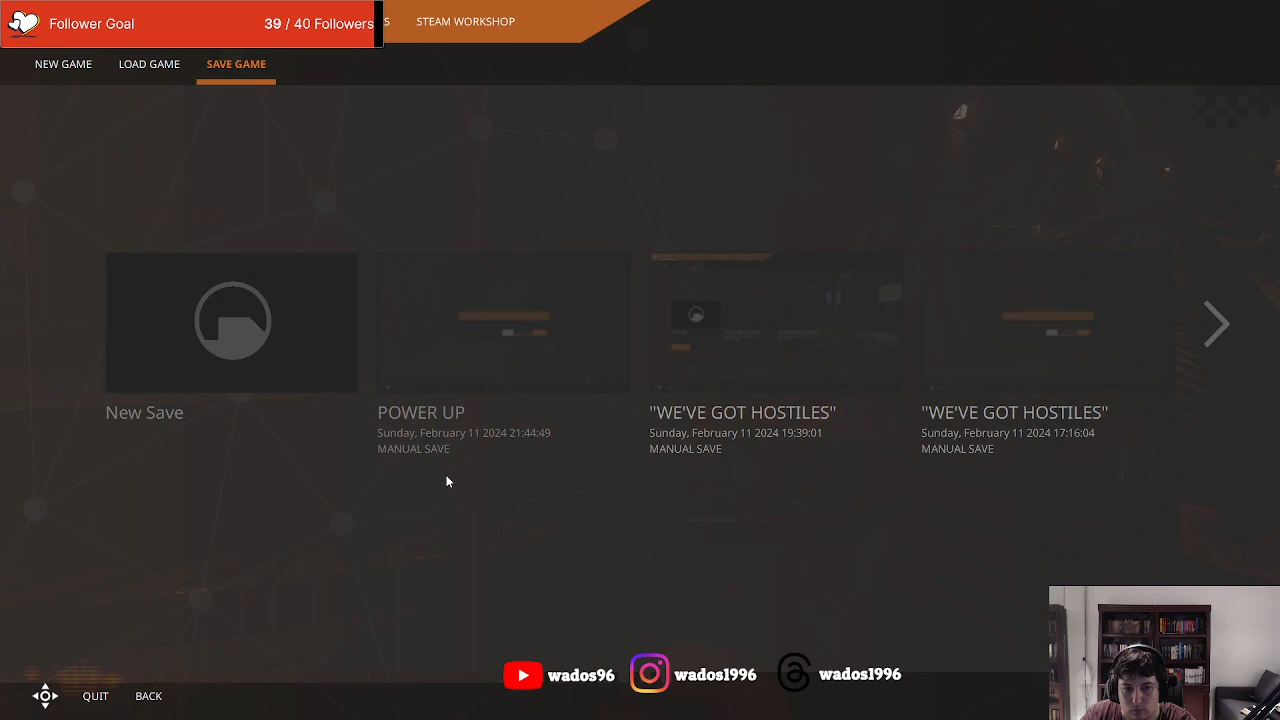 Follower Goal 39 / 40 Followers
S STEAM WORKSHOP
NEW GAME LOAD GAME SAVE GAME
New Save
POWER UP
Sunday, February 11 2024 21:44:49
MANUAL SAVE
"WE'VE GOT HOSTILES"
Sunday, February 11 2024 19:39:01
MANUAL SAVE
"WE'VE GOT HOSTILES"
Sunday, February 11 2024 17:16:04
MANUAL SAVE
wados96 wados1996 wados1996
QUIT BACK